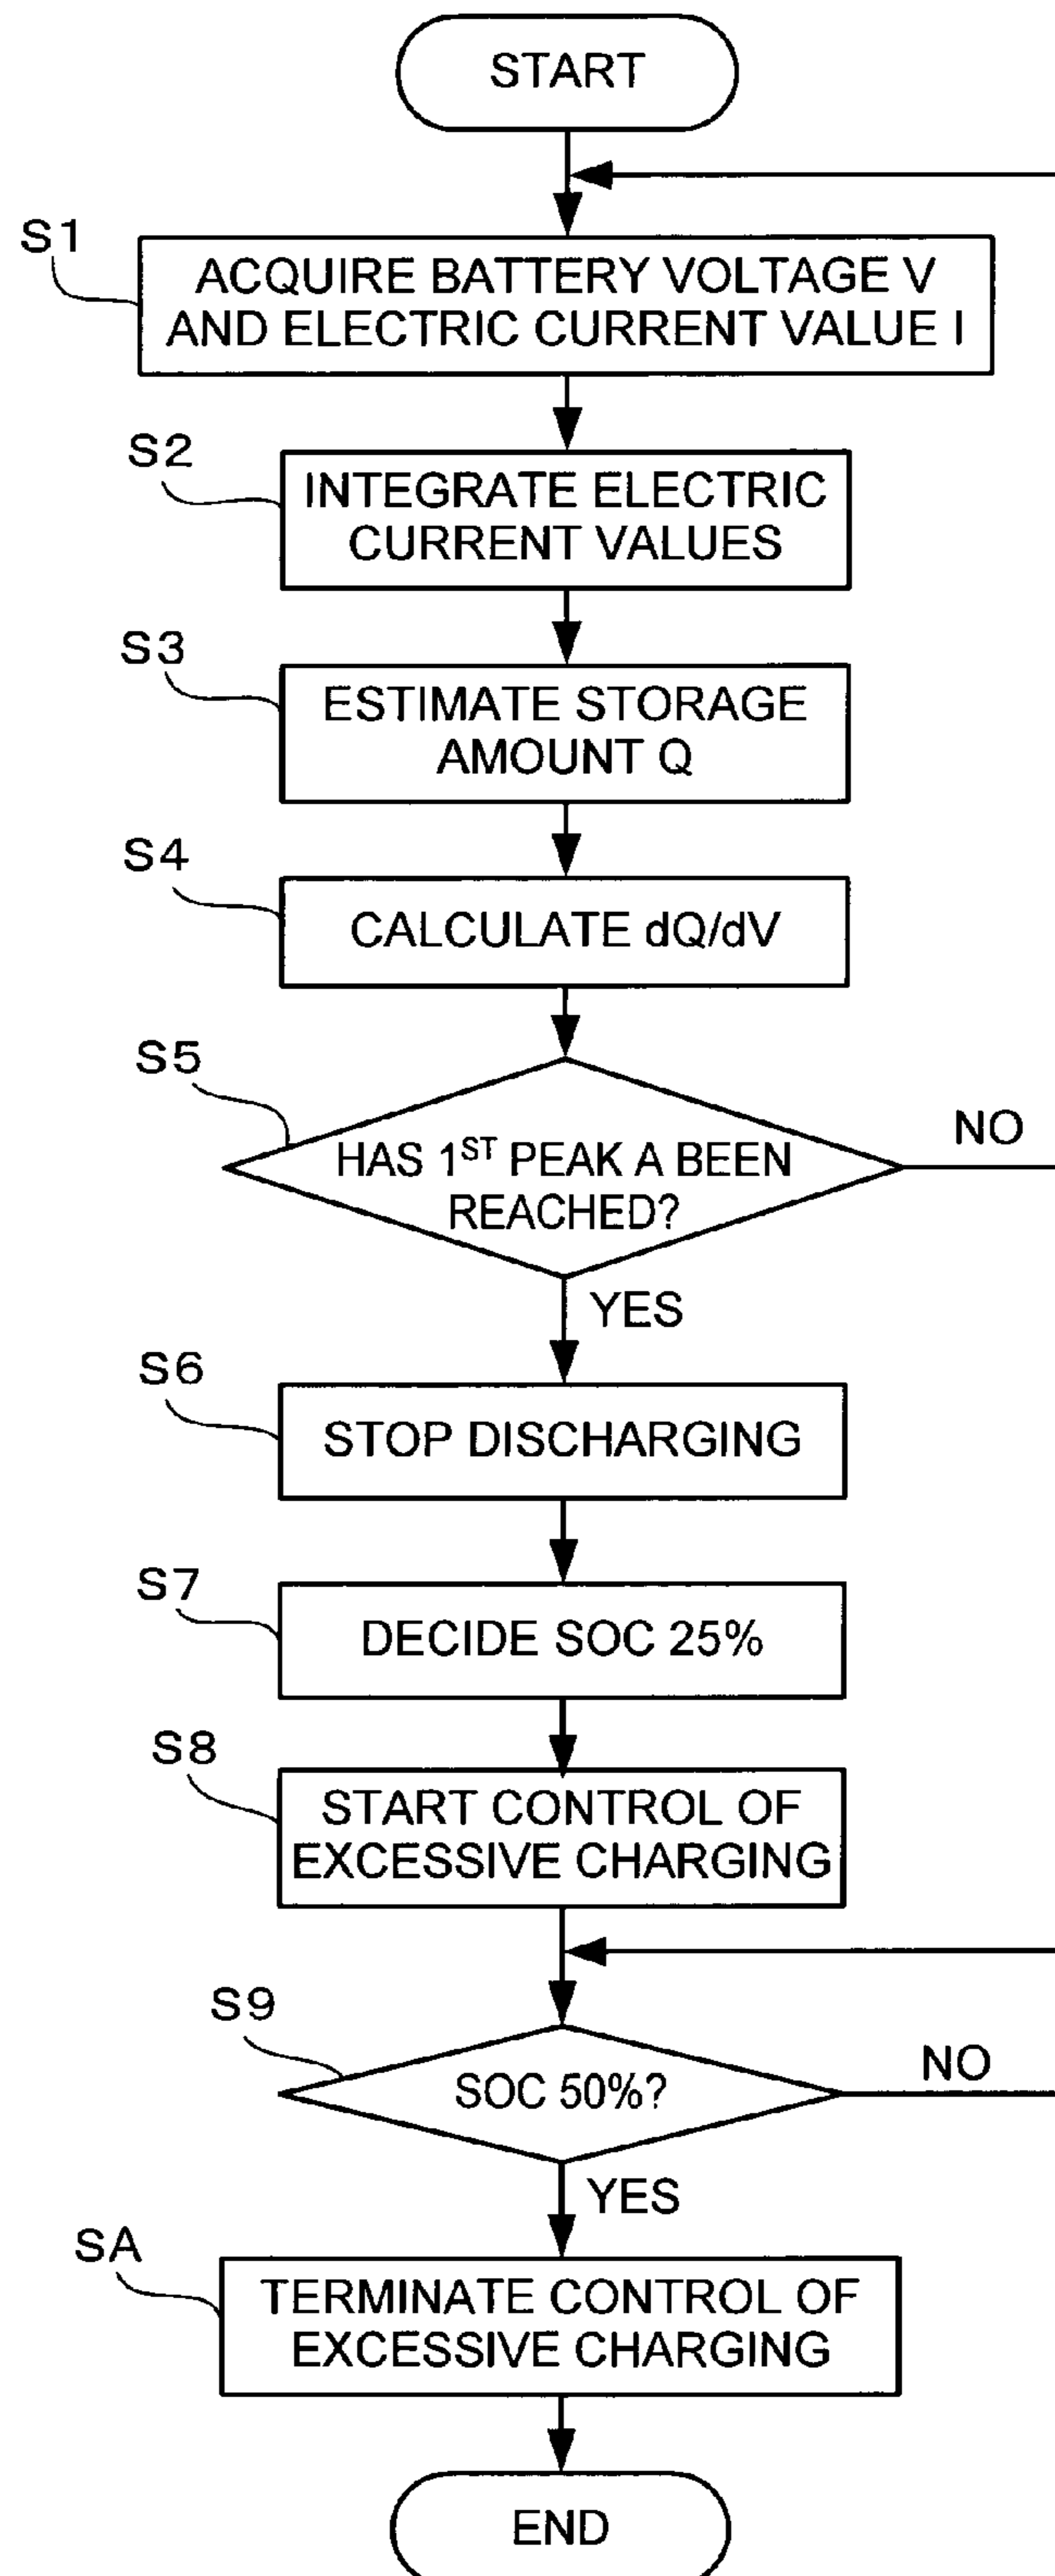 START
S1
ACQUIRE BATTERY VOLTAGE V
AND ELECTRIC CURRENT VALUE I
S2
INTEGRATE ELECTRIC
CURRENT VALUES
S3
ESTIMATE STORAGE
AMOUNT Q
S4
CALCULATE dQ/dV
S5
HAS 1ST PEAK A BEEN
REACHED?
NO
YES
S6
STOP DISCHARGING
S7
DECIDE SOC 25%
S8
START CONTROL OF
EXCESSIVE CHARGING
S9
SOC 50%?
NO
YES
SA
TERMINATE CONTROL OF
EXCESSIVE CHARGING
END